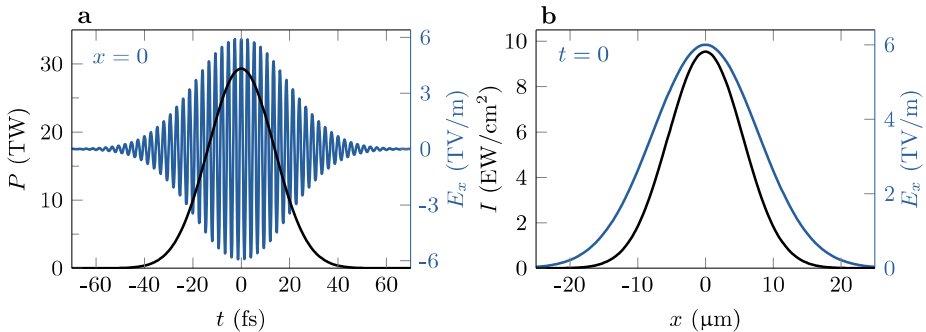 a
x = 0
P (TW)
30
20
10
0
6
3
0
-3
-6
E_x (TV/m)
-60 -40 -20 0 20 40 60
t (fs)
b
t = 0
I (EW/cm²)
10
8
6
4
2
0
6
4
2
0
E_x (TV/m)
-20 -10 0 10 20
x (μm)